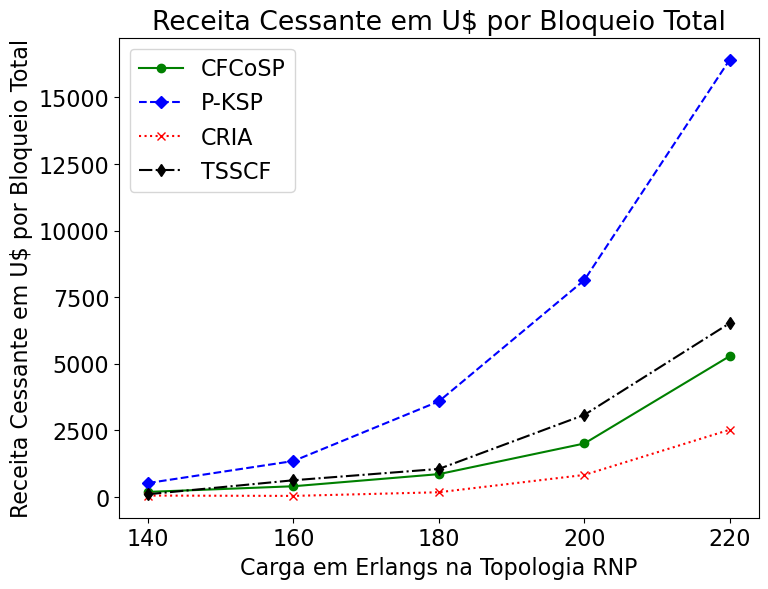 Receita Cessante em U$ por Bloqueio Total
CFCoSP
P-KSP
CRIA
TSSCF
Receita Cessante em U$ por Bloqueio Total
15000
12500
10000
7500
5000
2500
0
140 160 180 200 220
Carga em Erlangs na Topologia RNP